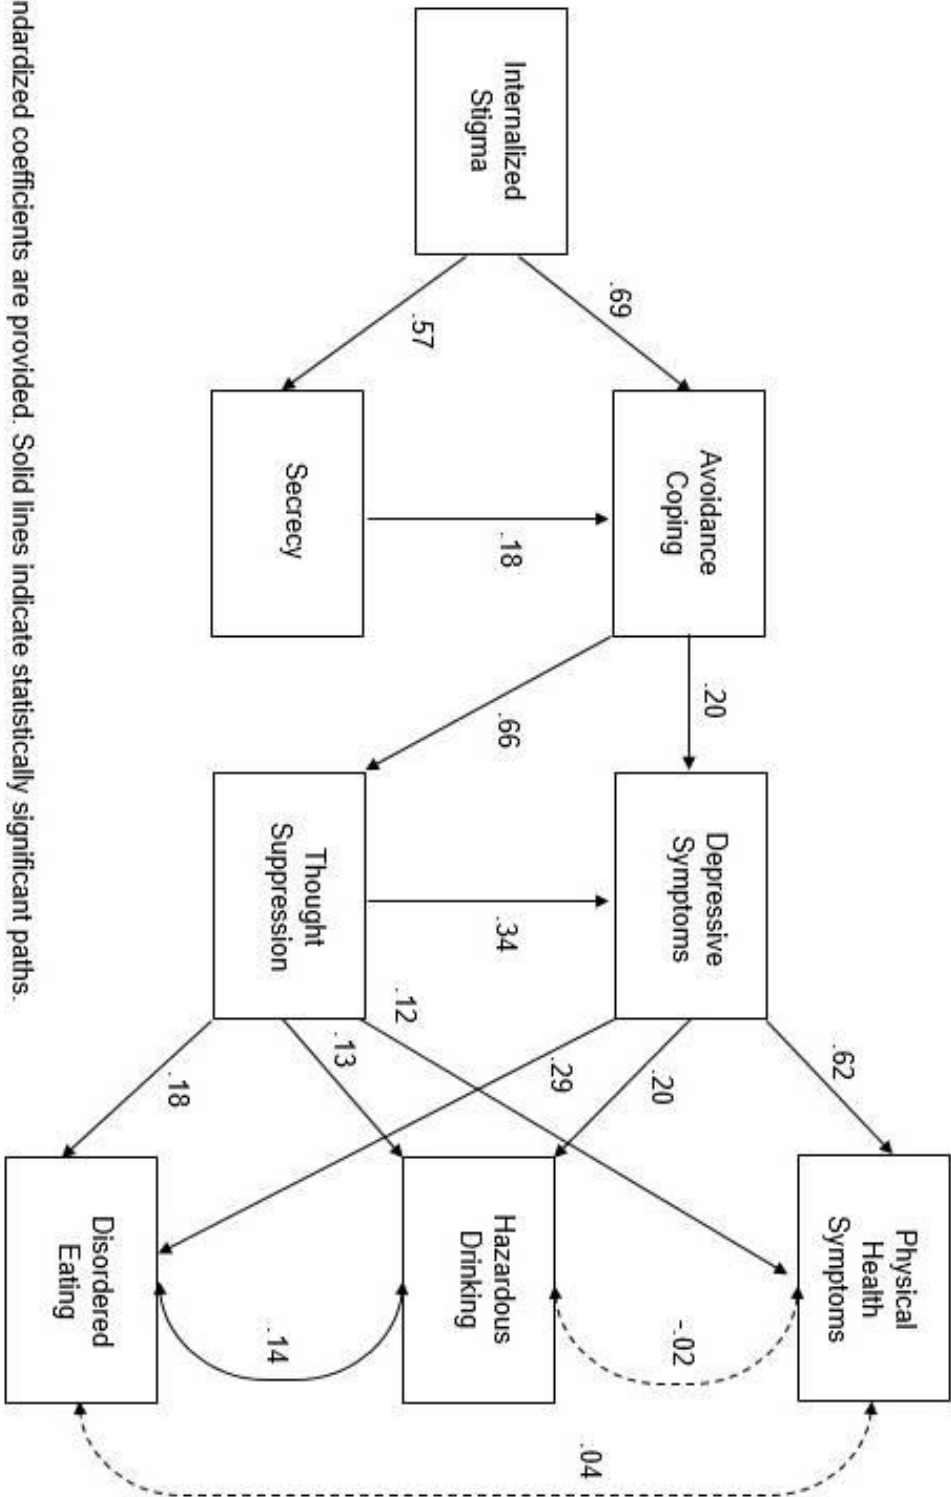 Internalized
Stigma
.69
.57
Avoidance
Coping
.18
Secrecy
.20
.66
Depressive
Symptoms
.34
Thought
Suppression
.62
.20
.29
.12
.13
.18
Physical
Health
Symptoms
-.02
Hazardous
Drinking
.14
Disordered
Eating
.04
ndardized coefficients are provided. Solid lines indicate statistically significant paths.